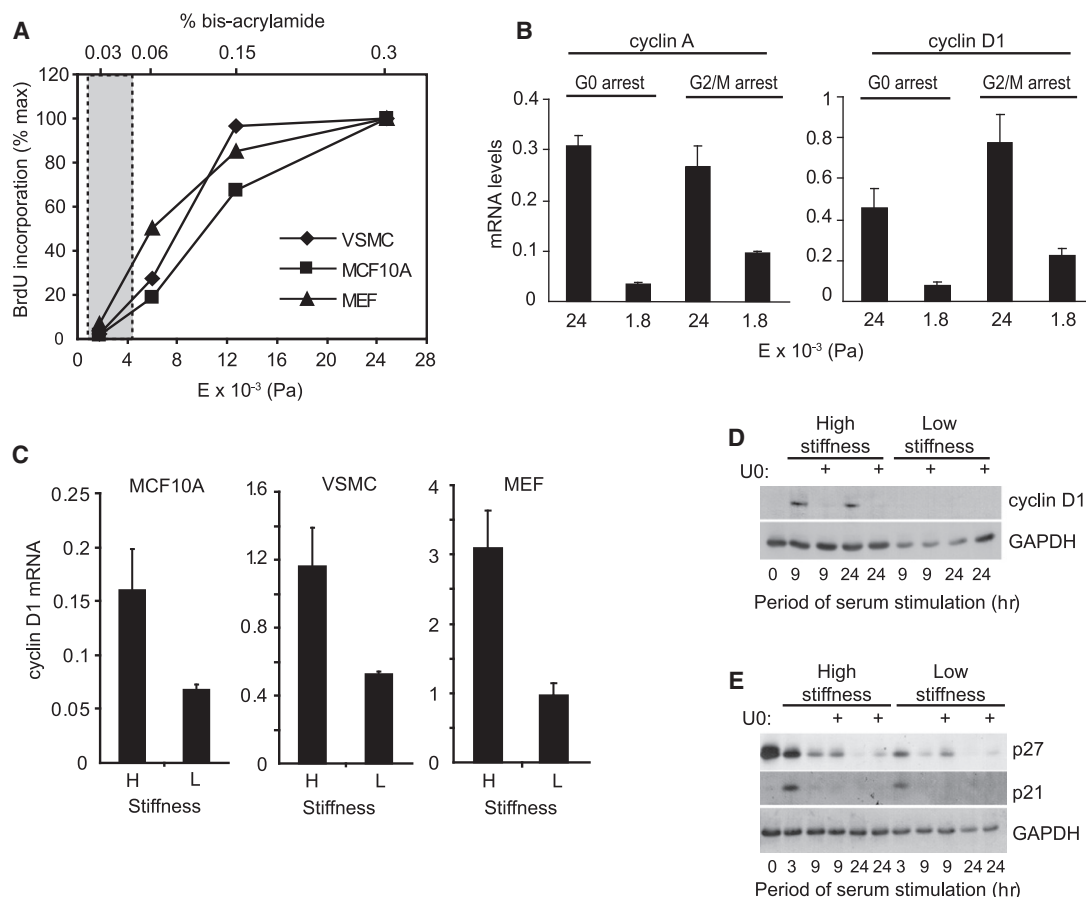 A
% bis-acrylamide
0.03 0.06 0.15 0.3
120
100
80
60
40
20
0
BrdU incorporation (% max)
VSMC
MCF10A
MEF
0 4 8 12 16 20 24 28
E x 10⁻³ (Pa)
B
cyclin A
cyclin D1
G0 arrest G2/M arrest
G0 arrest G2/M arrest
mRNA levels
0.4
0.3
0.2
0.1
0
1
0.8
0.6
0.4
0.2
0
24 1.8 24 1.8
24 1.8 24 1.8
E x 10⁻³ (Pa)
C
MCF10A
VSMC
MEF
cyclin D1 mRNA
0.25
0.2
0.15
0.1
0.05
0
1.6
1.2
0.8
0.4
0
4
3
2
1
0
H L
H L
H L
Stiffness
Stiffness
Stiffness
D
High stiffness
Low stiffness
U0: + + + +
cyclin D1
GAPDH
0 9 9 24 24 9 9 24 24
Period of serum stimulation (hr)
E
High stiffness
Low stiffness
U0: + + + +
p27
p21
GAPDH
0 3 9 9 24 24 3 9 9 24 24
Period of serum stimulation (hr)